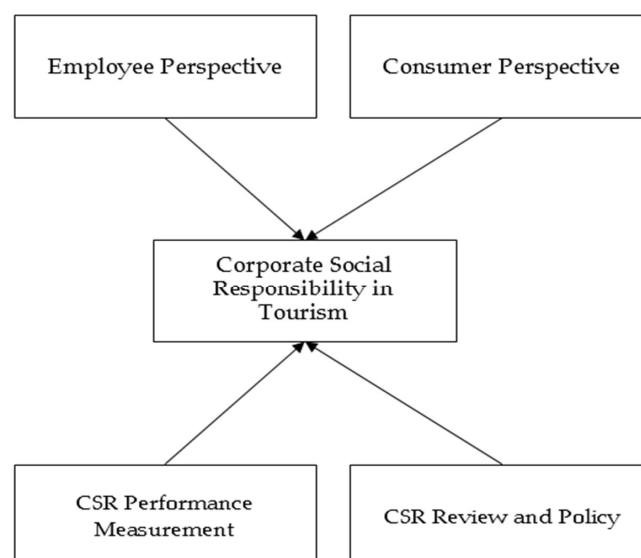 Employee Perspective
Consumer Perspective
Corporate Social
Responsibility in
Tourism
CSR Performance
Measurement
CSR Review and Policy